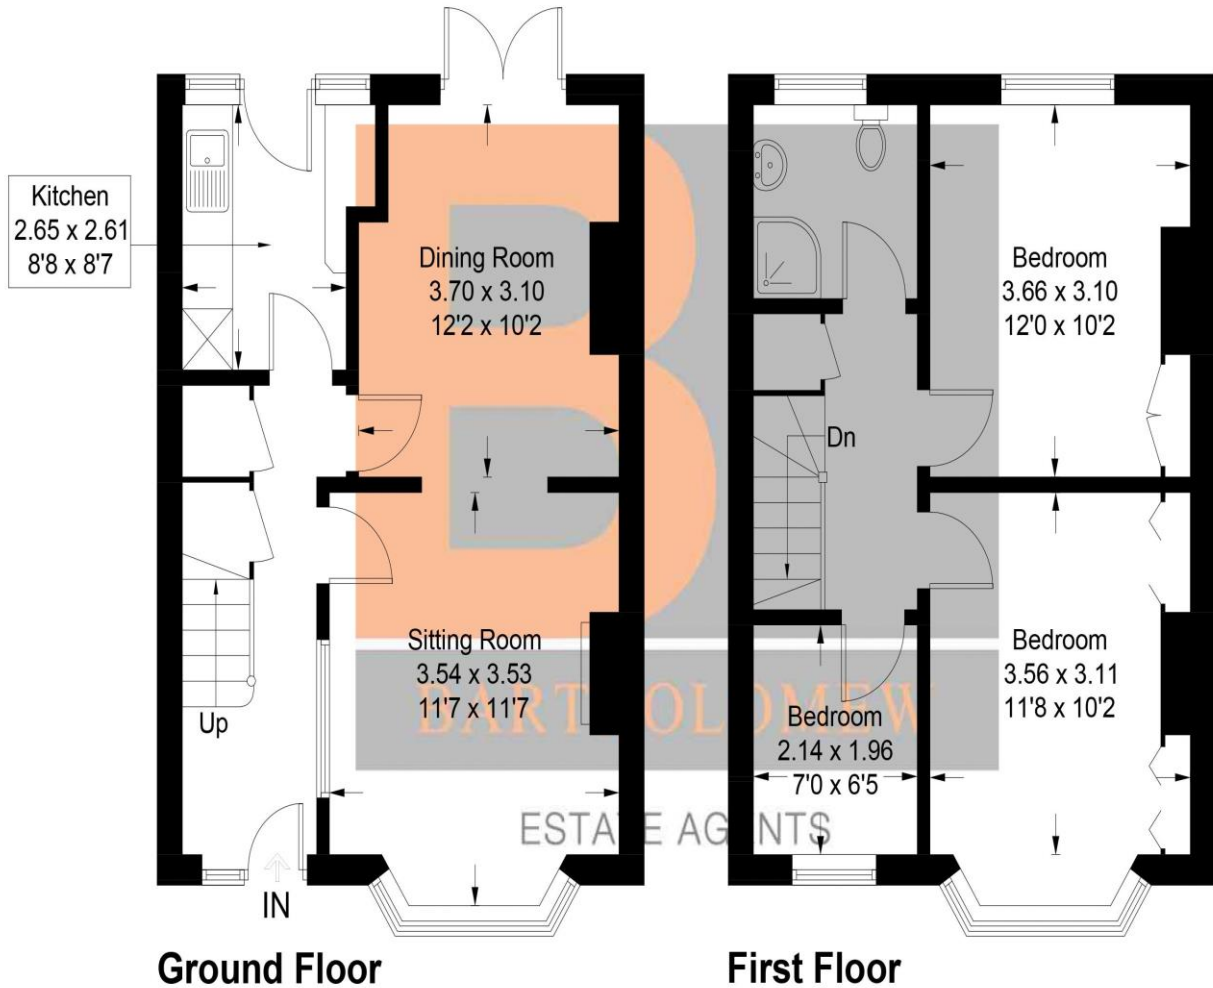 Kitchen
2.65 x 2.61
8'8 x 8'7
Dining Room
3.70 x 3.10
12'2 x 10'2
Sitting Room
3.54 x 3.53
11'7 x 11'7
Up
IN
Ground Floor
Bedroom
3.66 x 3.10
12'0 x 10'2
Dn
Bedroom
3.56 x 3.11
11'8 x 10'2
Bedroom
2.14 x 1.96
7'0 x 6'5
First Floor
B
BARTHOLOMEW
ESTATE AGENTS